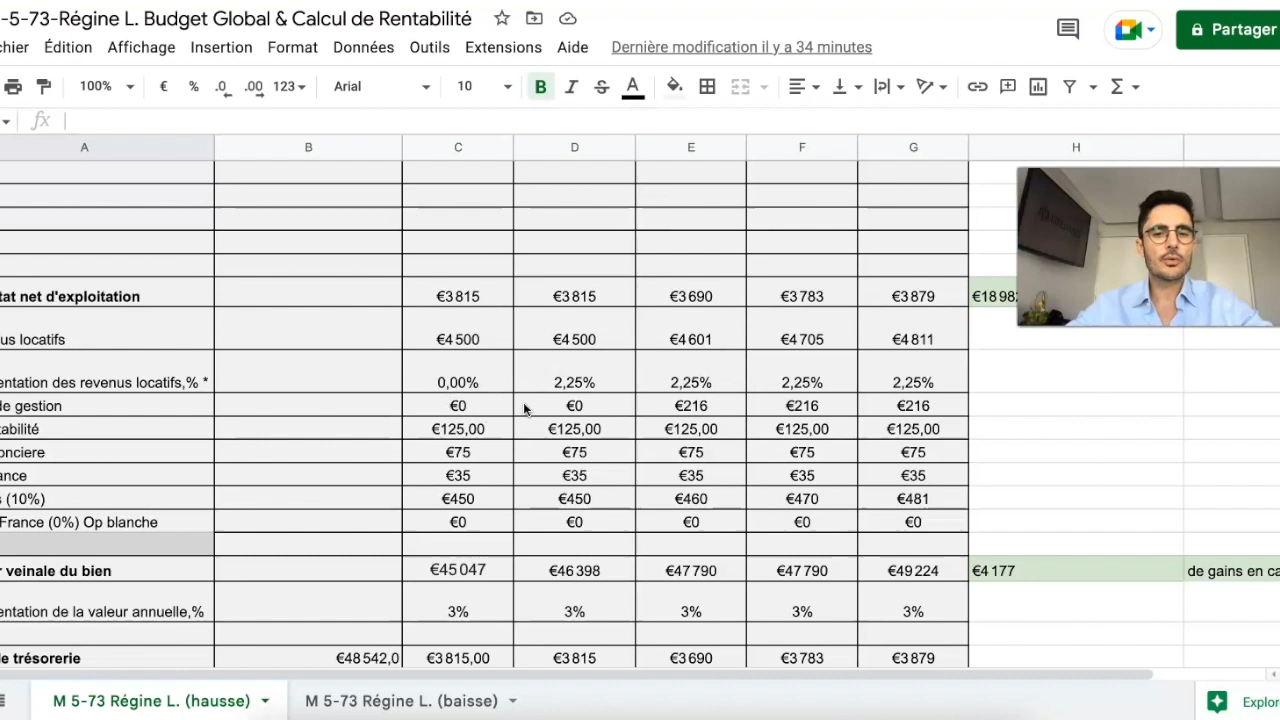 -5-73-Régine L. Budget Global & Calcul de Rentabilité
chier Édition Affichage Insertion Format Données Outils Extensions Aide Dernière modification il y a 34 minutes
Partager
100% € % .0 .00 123 Arial 10 B I S A
fx
A B C D E F G H
tat net d'exploitation €3 815 €3 815 €3 690 €3 783 €3 879 €18 982
us locatifs €4 500 €4 500 €4 601 €4 705 €4 811
entation des revenus locatifs,% * 0,00% 2,25% 2,25% 2,25% 2,25%
de gestion €0 €0 €216 €216 €216
tabilité €125,00 €125,00 €125,00 €125,00 €125,00
onciere €75 €75 €75 €75 €75
ance €35 €35 €35 €35 €35
s (10%) €450 €450 €460 €470 €481
France (0%) Op blanche €0 €0 €0 €0 €0
r veinale du bien €45 047 €46 398 €47 790 €47 790 €49 224 €4 177 de gains en ca
entation de la valeur annuelle,% 3% 3% 3% 3% 3%
de trésorerie €48 542,0 €3 815,00 €3 815 €3 690 €3 783 €3 879
M 5-73 Régine L. (hausse) M 5-73 Régine L. (baisse) Explor